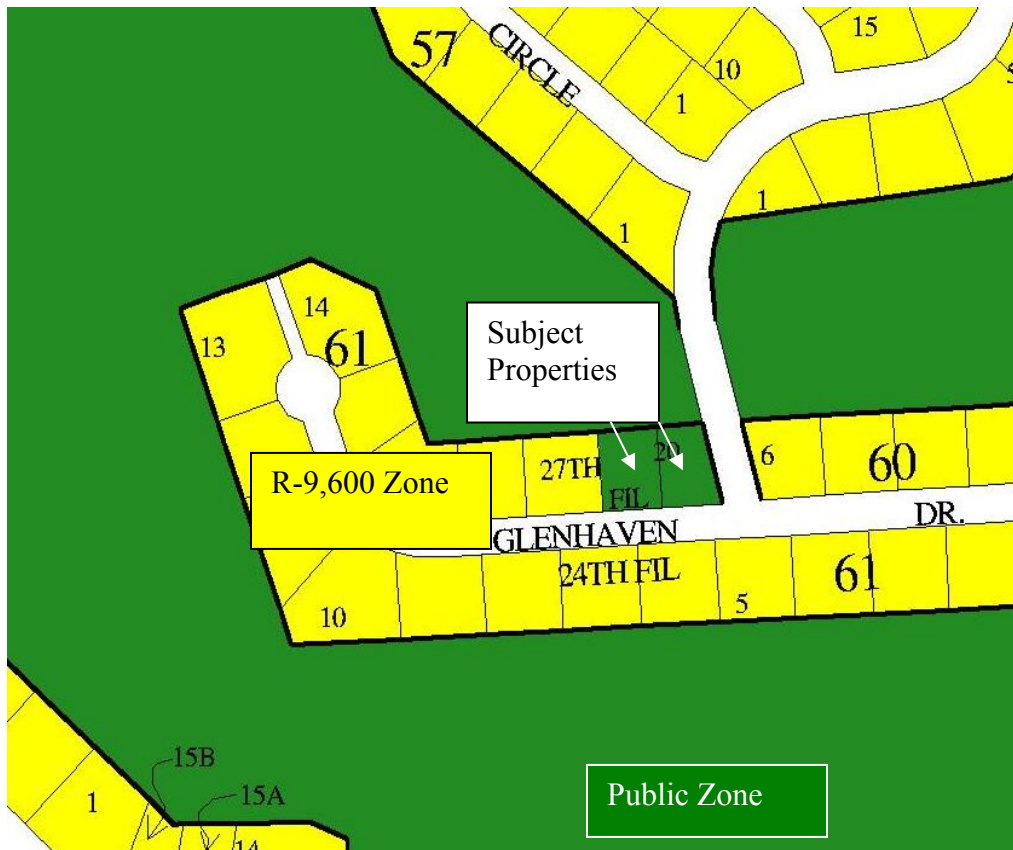 57
CIRCLE
15
10
5
1
1
1
14
61
13
Subject
Properties
20
27TH
FIL
6
60
R-9,600 Zone
GLENHAVEN
DR.
24TH FIL
61
10
5
15B
15A
1
14
Public Zone